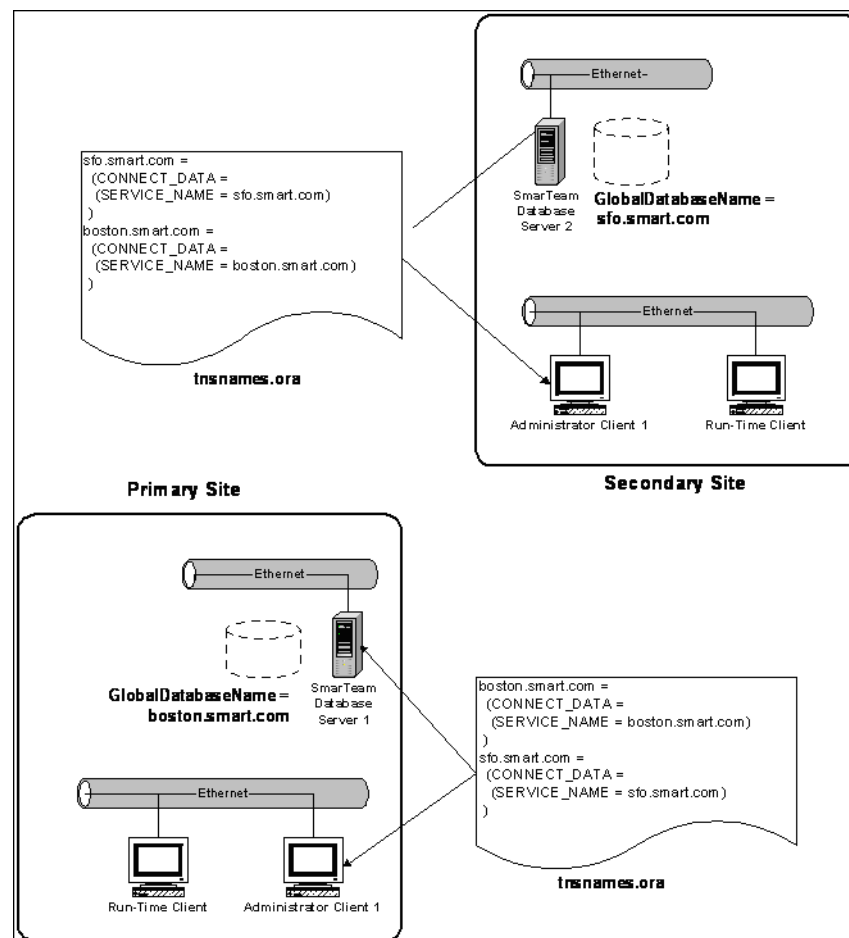 Ethernet-
sfo.smart.com =
(CONNECT_DATA =
(SERVICE_NAME = sfo.smart.com)
)
boston.smart.com =
(CONNECT_DATA =
(SERVICE_NAME = boston.smart.com)
)
tnsnames.ora
SmarTeam
Database
Server 2
GlobalDatabaseName =
sfo.smart.com
Ethernet
Administrator Client 1
Run-Time Client
Secondary Site
Primary Site
Ethernet
GlobalDatabaseName =
boston.smart.com
SmarTeam
Database
Server 1
Ethernet
Run-Time Client
Administrator Client 1
boston.smart.com =
(CONNECT_DATA =
(SERVICE_NAME = boston.smart.com)
)
sfo.smart.com =
(CONNECT_DATA =
(SERVICE_NAME = sfo.smart.com)
)
tnsnames.ora